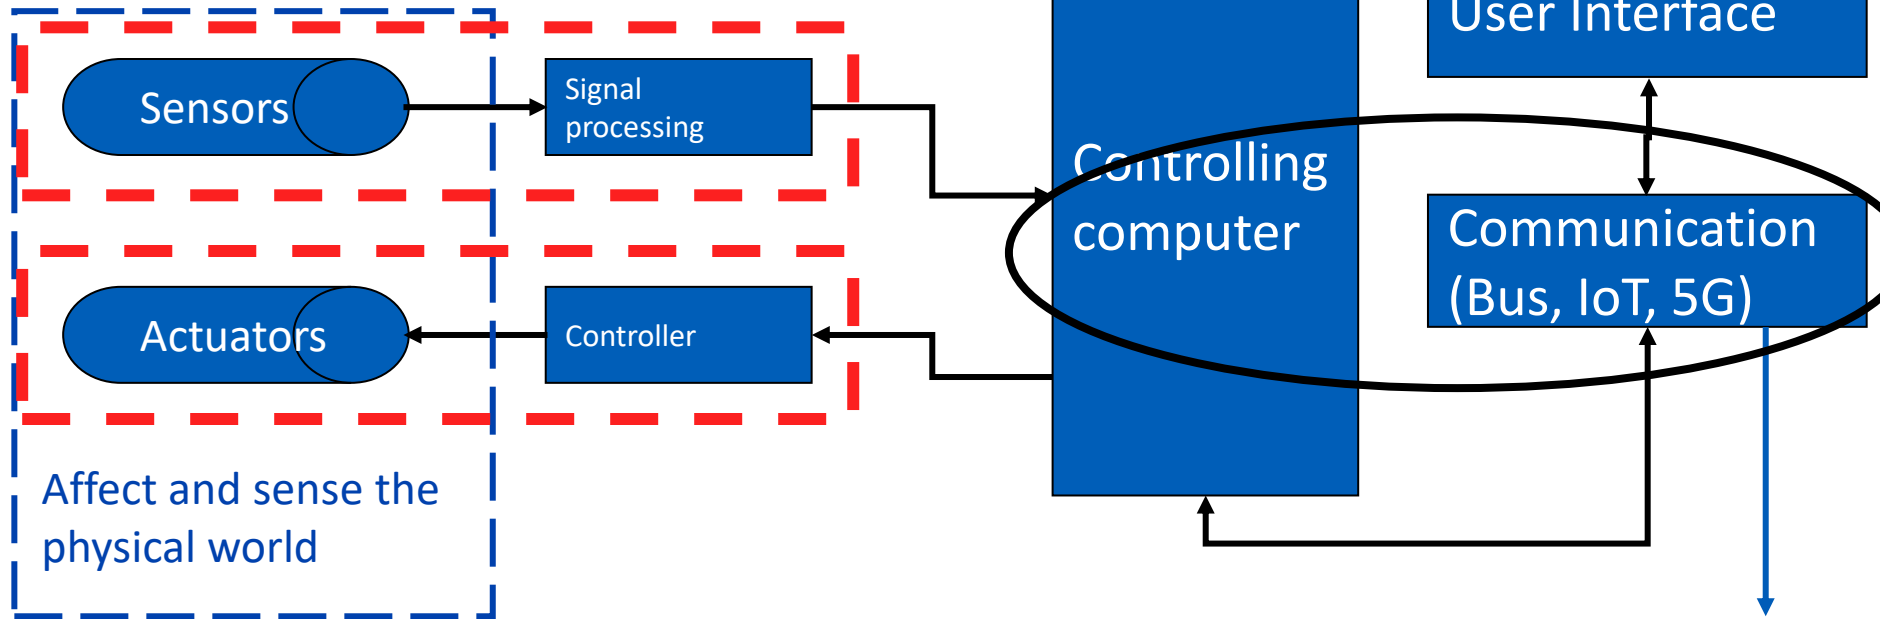 User Interface
Sensors
Signal
processing
Controlling
computer
Communication
(Bus, IoT, 5G)
Actuators
Controller
Affect and sense the
physical world